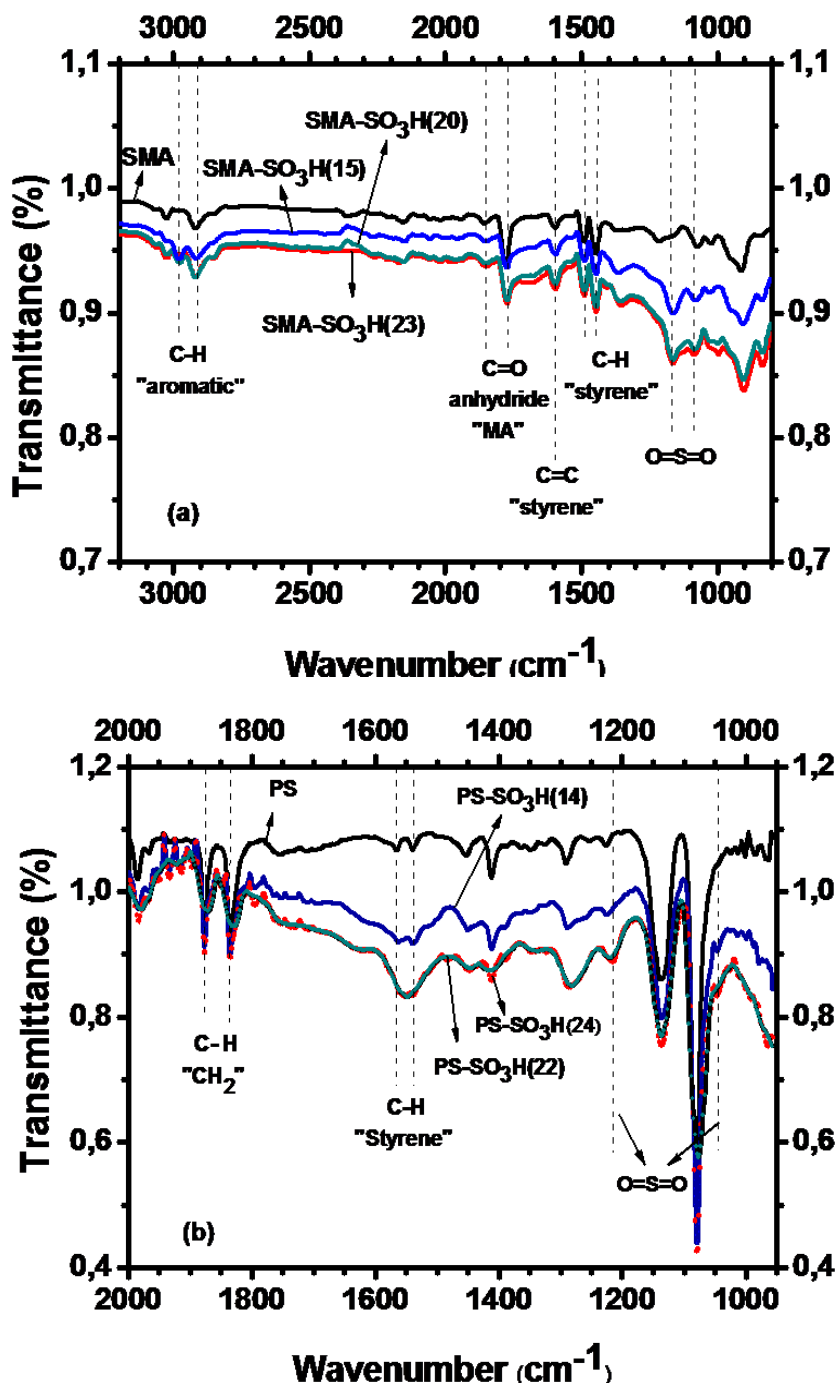 3000 2500 2000 1500 1000
1,1 1,1
SMA-SO3H(20)
SMA
SMA-SO3H(15)
1,0 1,0
0,9 0,9
SMA-SO3H(23)
C-H
"aromatic"
C=O
anhydride
"MA"
C-H
"styrene"
0,8 0,8
O=S=O
C=C
"styrene"
(a)
0,7 0,7
3000 2500 2000 1500 1000
Transmittance (%)
Wavenumber (cm-1)
2000 1800 1600 1400 1200 1000
1,2 1,2
PS
PS-SO3H(14)
1,0 1,0
0,8 0,8
PS-SO3H(24)
PS-SO3H(22)
C-H
"CH2"
C-H
"Styrene"
0,6 0,6
O=S=O
(b)
0,4 0,4
2000 1800 1600 1400 1200 1000
Transmittance (%)
Wavenumber (cm-1)